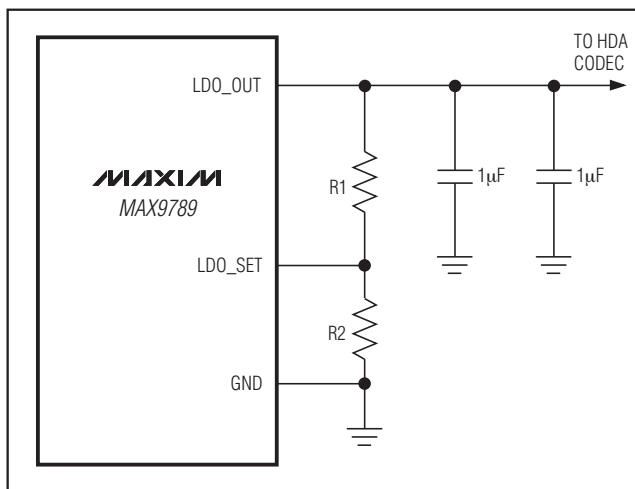 TO HDA
CODEC
LDO_OUT
R1
1μF
1μF
MAXIM
MAX9789
LDO_SET
R2
GND